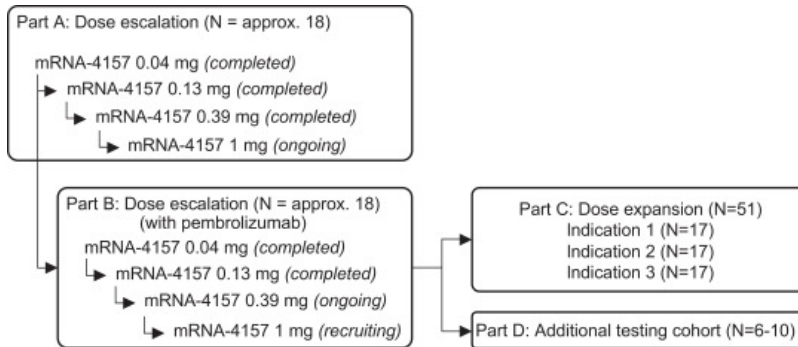 Part A: Dose escalation (N = approx. 18)
mRNA-4157 0.04 mg (completed)
mRNA-4157 0.13 mg (completed)
mRNA-4157 0.39 mg (completed)
mRNA-4157 1 mg (ongoing)
Part B: Dose escalation (N = approx. 18)
(with pembrolizumab)
mRNA-4157 0.04 mg (completed)
mRNA-4157 0.13 mg (completed)
mRNA-4157 0.39 mg (ongoing)
mRNA-4157 1 mg (recruiting)
Part C: Dose expansion (N=51)
Indication 1 (N=17)
Indication 2 (N=17)
Indication 3 (N=17)
Part D: Additional testing cohort (N=6-10)